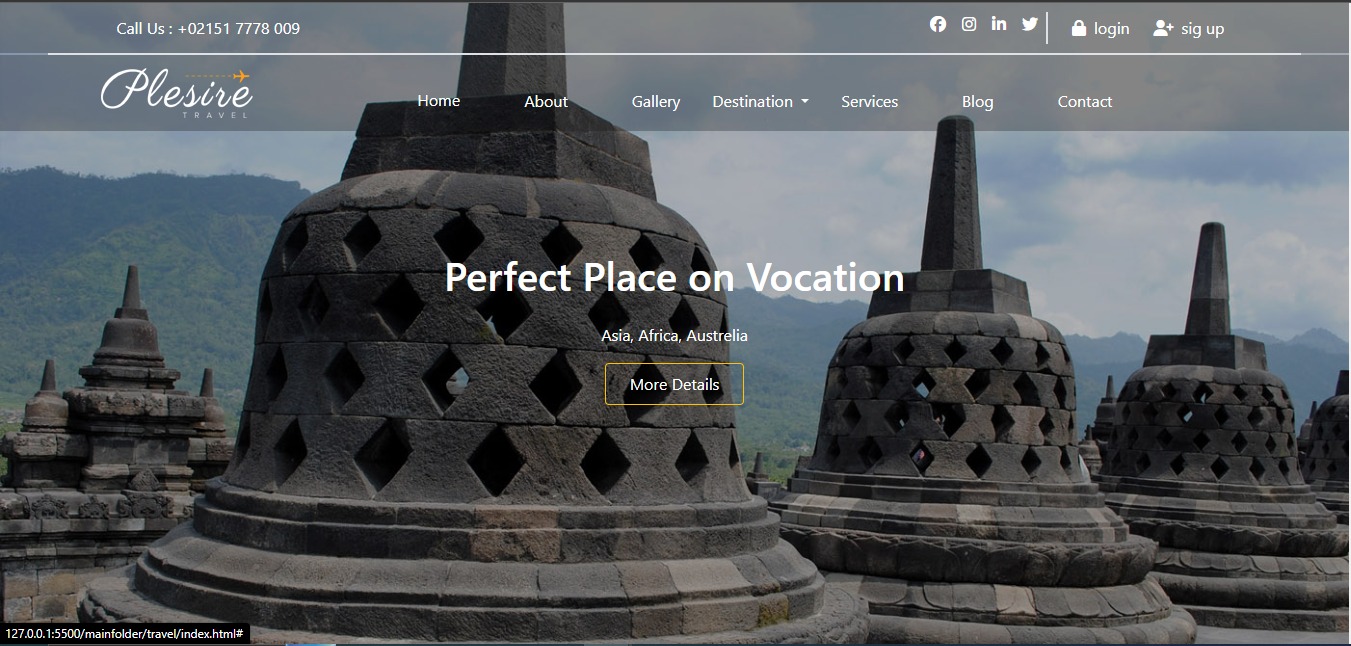 Call Us : +02151 7778 009
login
sig up
Plesire
TRAVEL
Home
About
Gallery
Destination
Services
Blog
Contact
Perfect Place on Vocation
Asia, Africa, Austrelia
More Details
127.0.0.1:5500/mainfolder/travel/index.html#